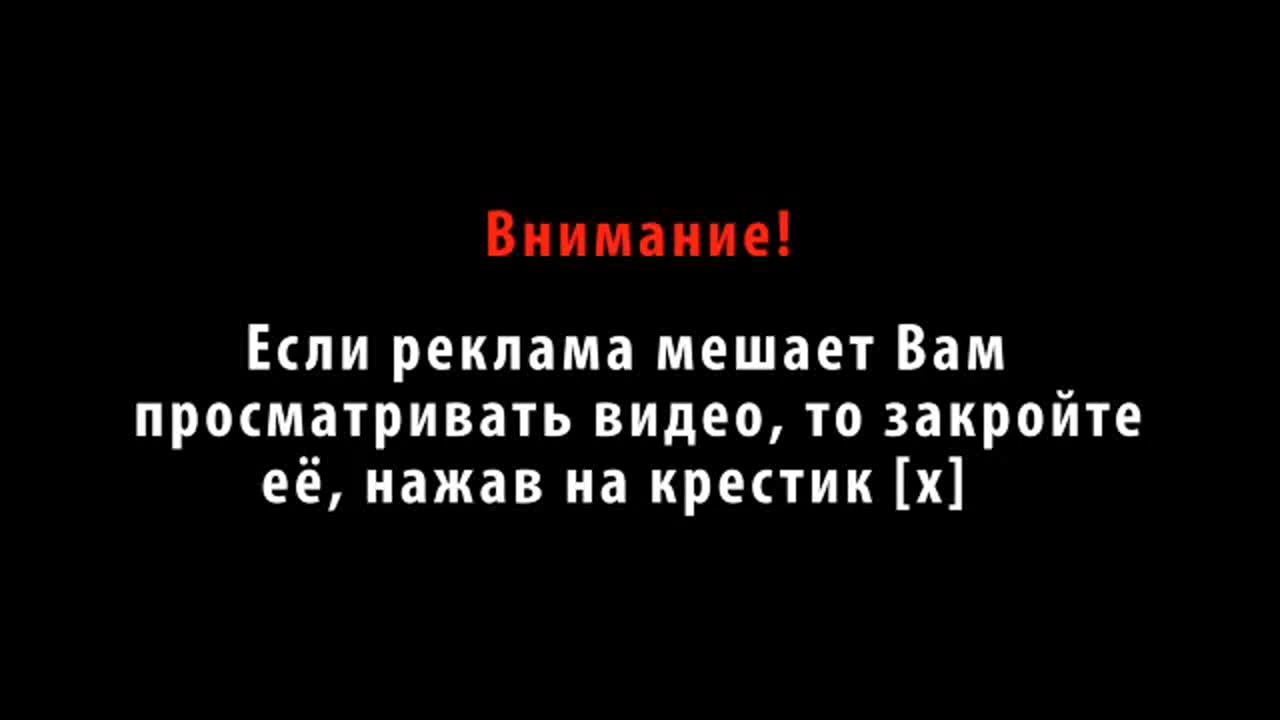 Внимание!
Если реклама мешает Вам
просматривать видео, то закройте
её, нажав на крестик [x]